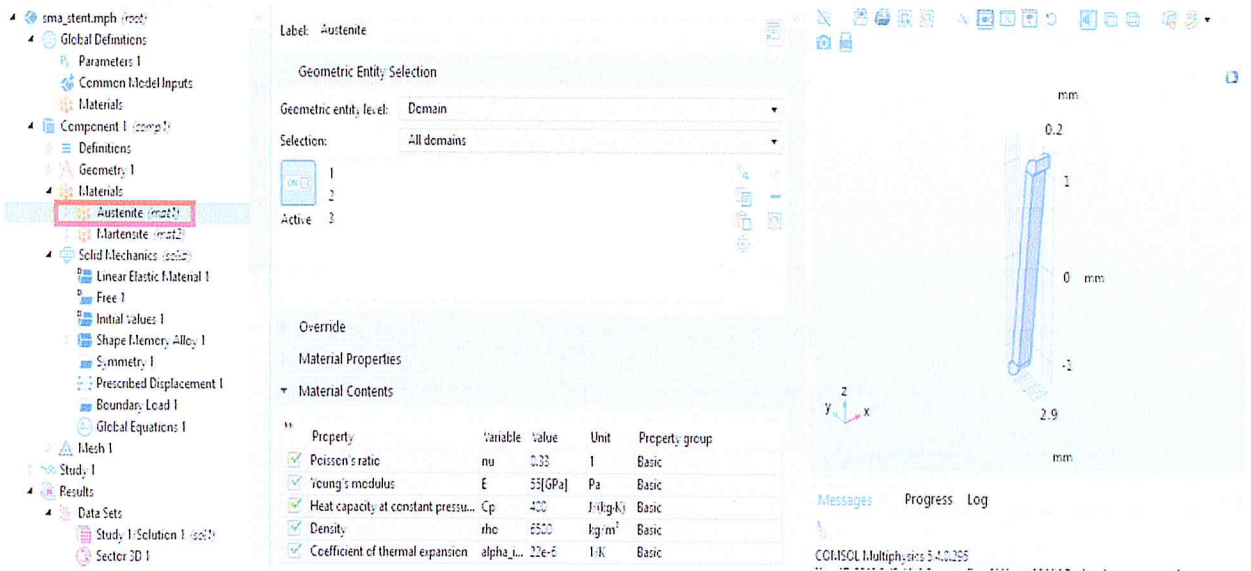 sma_stent.mph (root)
Global Definitions
Parameters 1
Common Model Inputs
Materials
Component 1 (comp1)
Definitions
Geometry 1
Materials
Austenite (mat1)
Martensite (mat2)
Solid Mechanics (solid)
Linear Elastic Material 1
Free 1
Initial Values 1
Shape Memory Alloy 1
Symmetry 1
Prescribed Displacement 1
Boundary Load 1
Global Equations 1
Mesh 1
Study 1
Results
Data Sets
Study 1/Solution 1 (sol1)
Sector 3D 1
Label: Austenite
Geometric Entity Selection
Geometric entity level: Domain
Selection: All domains
1
2
Active 3
Override
Material Properties
Material Contents
Property Variable Value Unit Property group
Poisson's ratio nu 0.33 1 Basic
Young's modulus E 55[GPa] Pa Basic
Heat capacity at constant pressu... Cp 400 J/(kg·K) Basic
Density rho 6500 kg/m³ Basic
Coefficient of thermal expansion alpha_i... 22e-6 1/K Basic
mm
0.2
1
0 mm
-1
z
y x
2.9
mm
Messages Progress Log
COMSOL Multiphysics 5.4.0.295